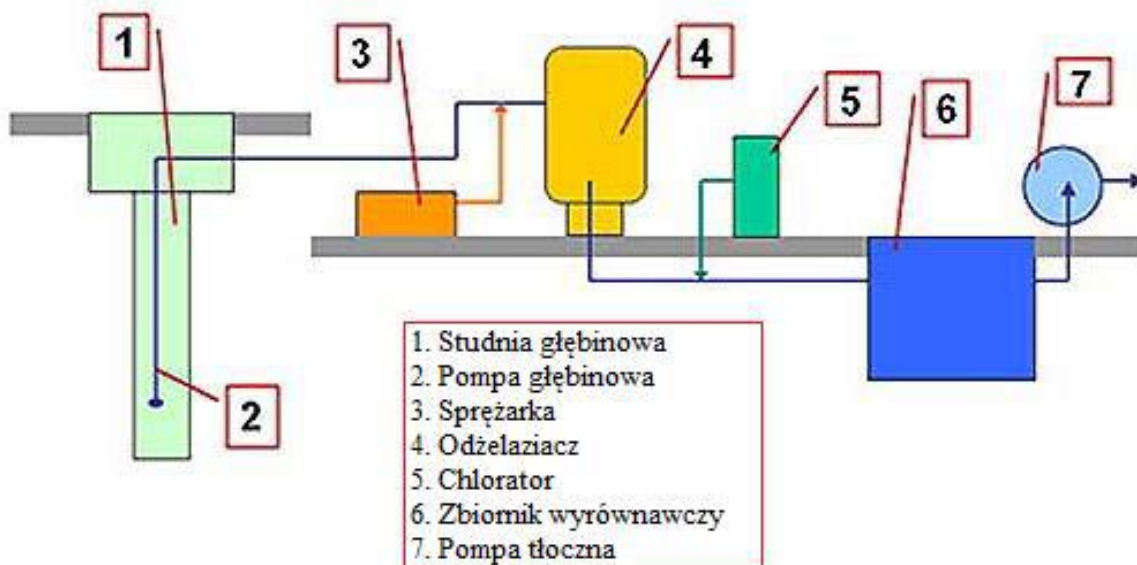 1
3
4
5
6
7
2
1. Studnia głębinowa
2. Pompa głębinowa
3. Sprężarka
4. Odżelaziacz
5. Chlorator
6. Zbiornik wyrównawczy
7. Pompa tłoczna